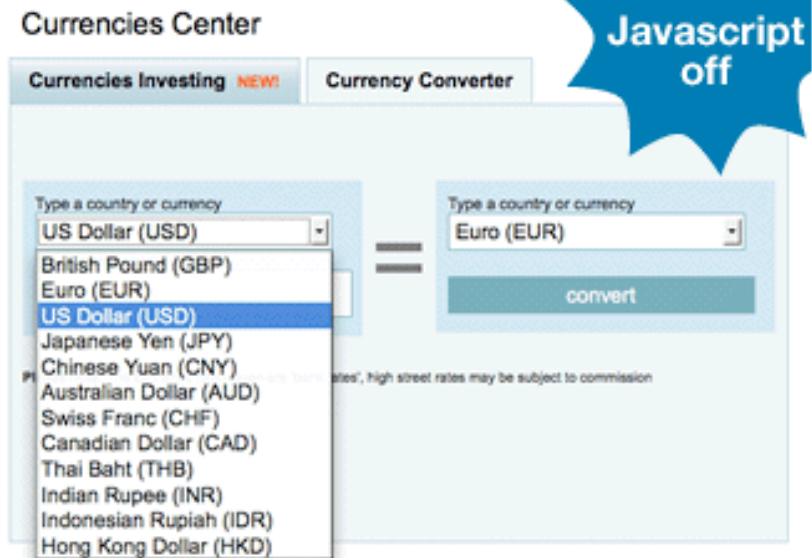 Currencies Center
Javascript
off
Currencies Investing NEW!
Currency Converter
Type a country or currency
US Dollar (USD)
British Pound (GBP)
Euro (EUR)
US Dollar (USD)
Japanese Yen (JPY)
Chinese Yuan (CNY)
Australian Dollar (AUD)
Swiss Franc (CHF)
Canadian Dollar (CAD)
Thai Baht (THB)
Indian Rupee (INR)
Indonesian Rupiah (IDR)
Hong Kong Dollar (HKD)
=
Type a country or currency
Euro (EUR)
convert
high street rates may be subject to commission